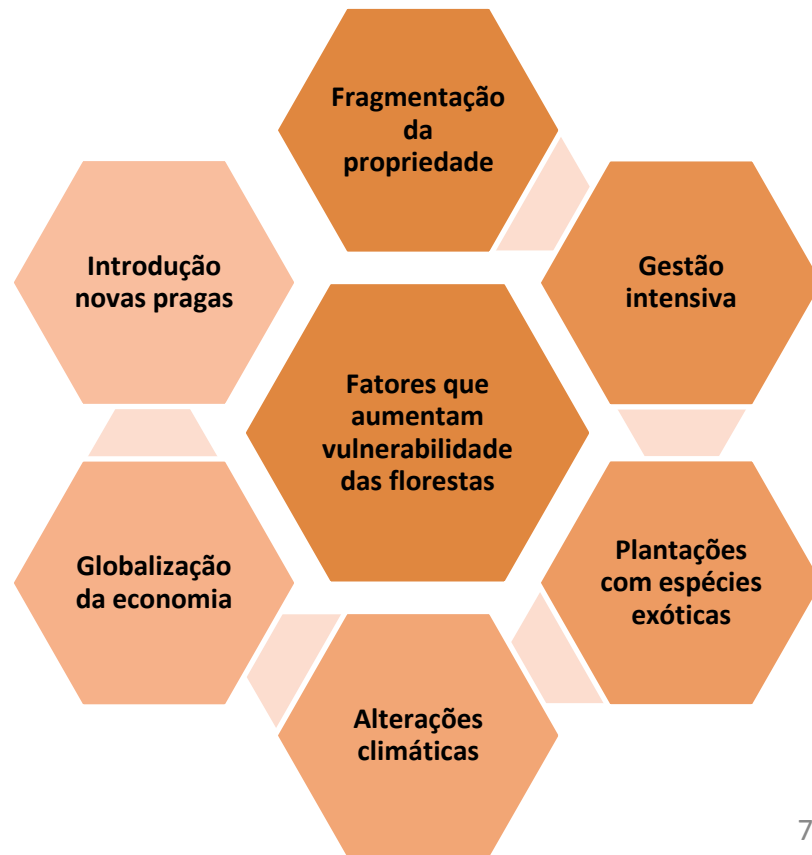 Fragmentação
da
propriedade
Introdução
novas pragas
Gestão
intensiva
Fatores que
aumentam
vulnerabilidade
das florestas
Globalização
da economia
Plantações
com espécies
exóticas
Alterações
climáticas
7